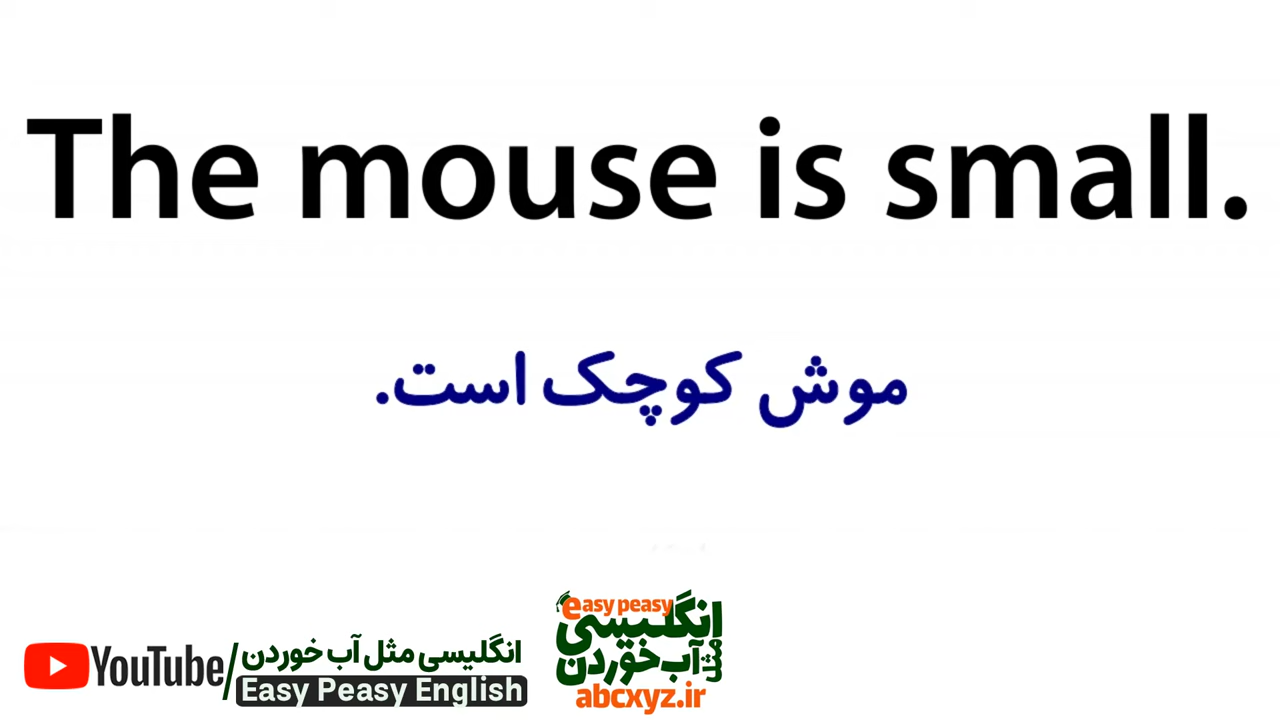 The mouse is small.
موش کوچک است.
YouTube/انگلیسی مثل آب خوردن
Easy Peasy English
easy peasy
انگلیسی
مثل آب خوردن
abcxyz.ir